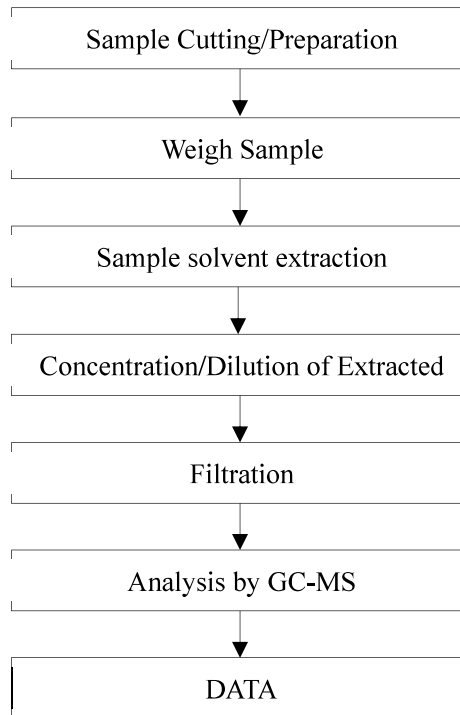 Sample Cutting/Preparation
Weigh Sample
Sample solvent extraction
Concentration/Dilution of Extracted
Filtration
Analysis by GC-MS
DATA